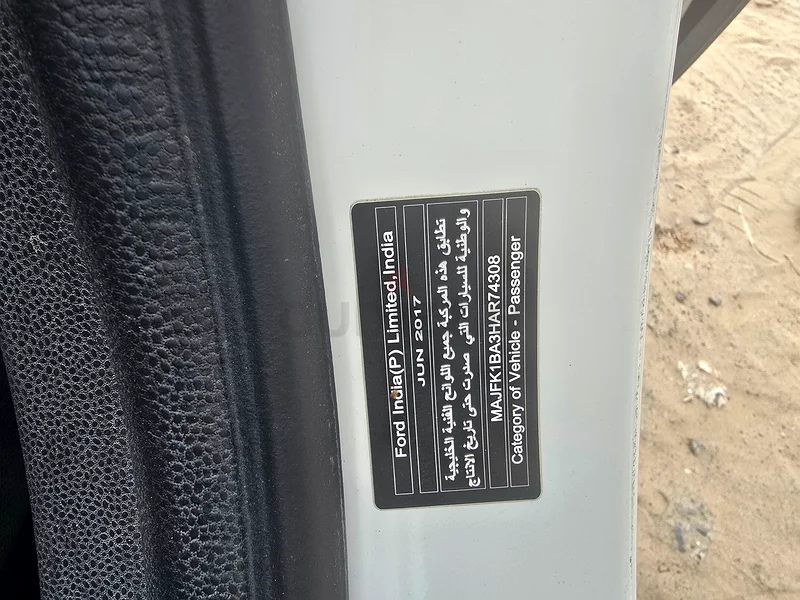 Ford India(P) Limited,India
JUN 2017
تطابق هذه المركبة جميع اللوائح الفنية الخليجية
والوطنية للسيارات التي صدرت حتى تاريخ الانتاج
MAJFK1BA3HAR74308
Category of Vehicle - Passenger